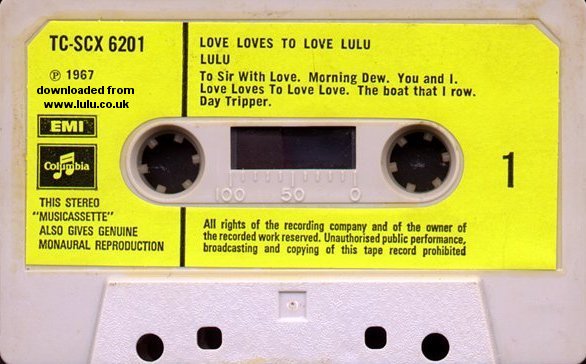 TC-SCX 6201
Ⓟ 1967
downloaded from
www.lulu.co.uk
EMI
Columbia
THIS STEREO
"MUSICASSETTE"
ALSO GIVES GENUINE
MONAURAL REPRODUCTION
LOVE LOVES TO LOVE LULU
LULU
To Sir With Love. Morning Dew. You and I.
Love Loves To Love Love. The boat that I row.
Day Tripper.
100 50 0
1
All rights of the recording company and of the owner of
the recorded work reserved. Unauthorised public performance,
broadcasting and copying of this tape record prohibited